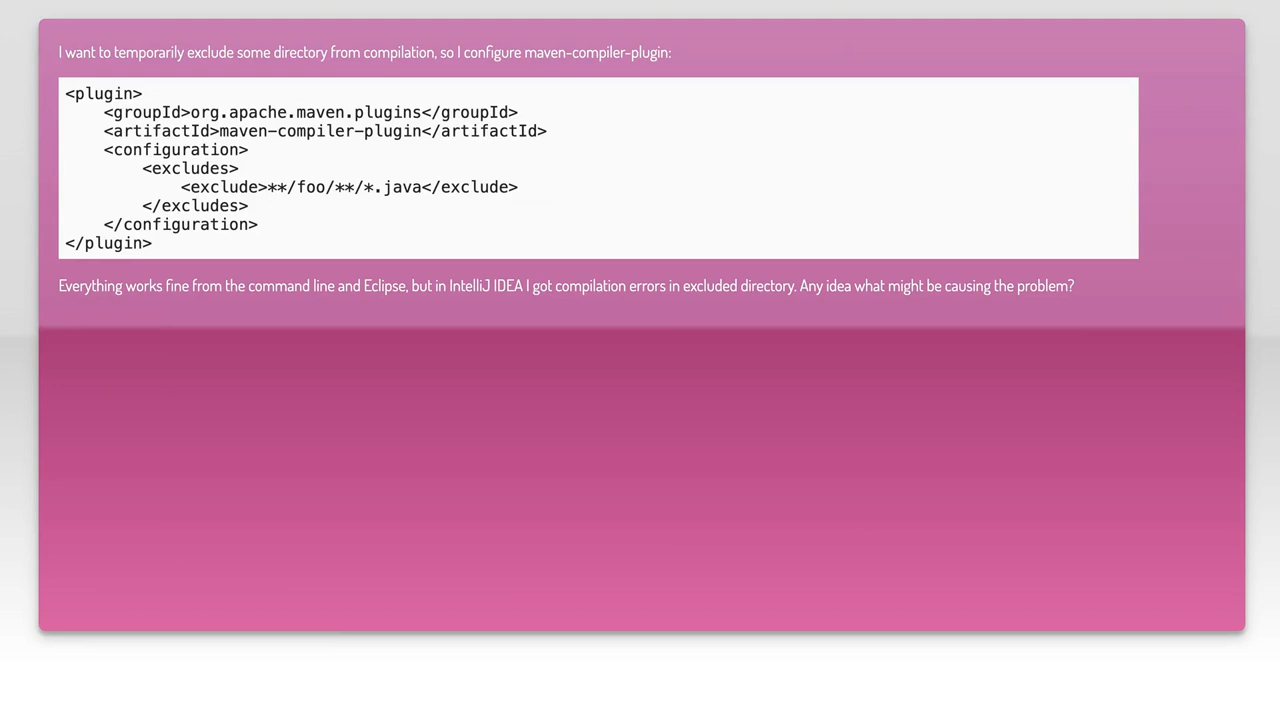 I want to temporarily exclude some directory from compilation, so I configure maven-compiler-plugin:
<plugin>
    <groupId>org.apache.maven.plugins</groupId>
    <artifactId>maven-compiler-plugin</artifactId>
    <configuration>
        <excludes>
            <exclude>**/foo/**/*.java</exclude>
        </excludes>
    </configuration>
</plugin>
Everything works fine from the command line and Eclipse, but in IntelliJ IDEA I got compilation errors in excluded directory. Any idea what might be causing the problem?